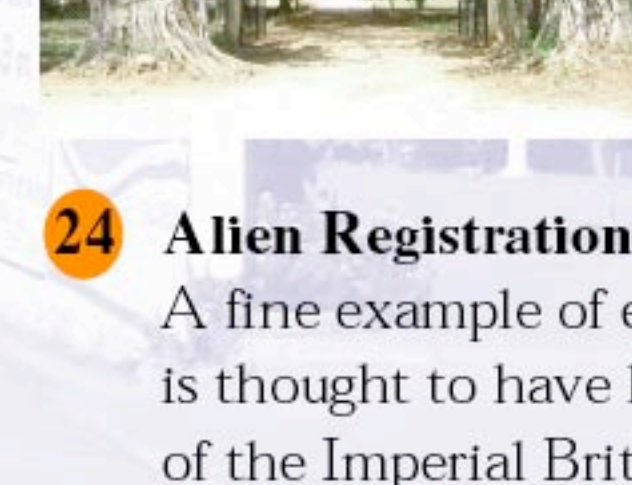 24 Alien Registration
A fine example of e
is thought to have
of the Imperial Brit